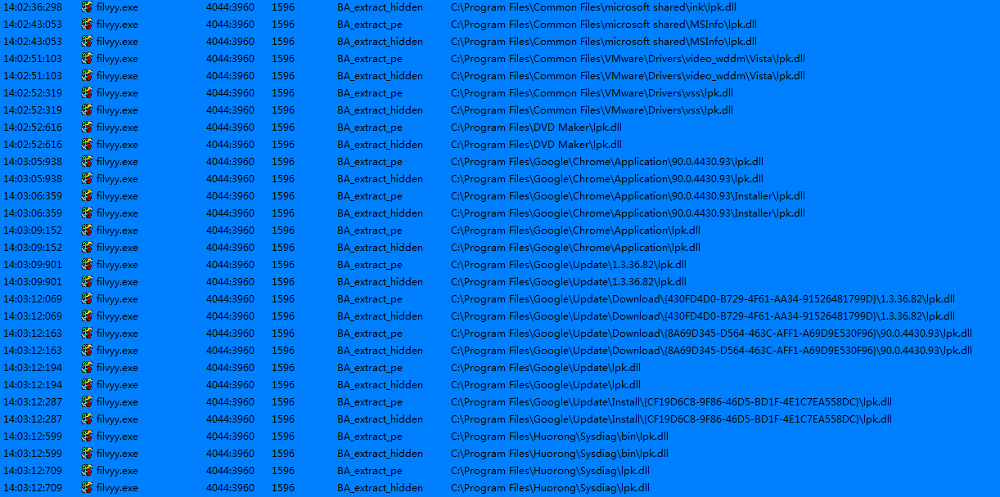 14:02:36:298 filvyy.exe 4044:3960 1596 BA_extract_hidden C:\Program Files\Common Files\microsoft shared\ink\lpk.dll
14:02:43:053 filvyy.exe 4044:3960 1596 BA_extract_pe C:\Program Files\Common Files\microsoft shared\MSInfo\lpk.dll
14:02:43:053 filvyy.exe 4044:3960 1596 BA_extract_hidden C:\Program Files\Common Files\microsoft shared\MSInfo\lpk.dll
14:02:51:103 filvyy.exe 4044:3960 1596 BA_extract_pe C:\Program Files\Common Files\VMware\Drivers\video_wddm\Vista\lpk.dll
14:02:51:103 filvyy.exe 4044:3960 1596 BA_extract_hidden C:\Program Files\Common Files\VMware\Drivers\video_wddm\Vista\lpk.dll
14:02:52:319 filvyy.exe 4044:3960 1596 BA_extract_pe C:\Program Files\Common Files\VMware\Drivers\vss\lpk.dll
14:02:52:319 filvyy.exe 4044:3960 1596 BA_extract_hidden C:\Program Files\Common Files\VMware\Drivers\vss\lpk.dll
14:02:52:616 filvyy.exe 4044:3960 1596 BA_extract_pe C:\Program Files\DVD Maker\lpk.dll
14:02:52:616 filvyy.exe 4044:3960 1596 BA_extract_hidden C:\Program Files\DVD Maker\lpk.dll
14:03:05:938 filvyy.exe 4044:3960 1596 BA_extract_pe C:\Program Files\Google\Chrome\Application\90.0.4430.93\lpk.dll
14:03:05:938 filvyy.exe 4044:3960 1596 BA_extract_hidden C:\Program Files\Google\Chrome\Application\90.0.4430.93\lpk.dll
14:03:06:359 filvyy.exe 4044:3960 1596 BA_extract_pe C:\Program Files\Google\Chrome\Application\90.0.4430.93\Installer\lpk.dll
14:03:06:359 filvyy.exe 4044:3960 1596 BA_extract_hidden C:\Program Files\Google\Chrome\Application\90.0.4430.93\Installer\lpk.dll
14:03:09:152 filvyy.exe 4044:3960 1596 BA_extract_pe C:\Program Files\Google\Chrome\Application\lpk.dll
14:03:09:152 filvyy.exe 4044:3960 1596 BA_extract_hidden C:\Program Files\Google\Chrome\Application\lpk.dll
14:03:09:901 filvyy.exe 4044:3960 1596 BA_extract_pe C:\Program Files\Google\Update\1.3.36.82\lpk.dll
14:03:09:901 filvyy.exe 4044:3960 1596 BA_extract_hidden C:\Program Files\Google\Update\1.3.36.82\lpk.dll
14:03:12:069 filvyy.exe 4044:3960 1596 BA_extract_pe C:\Program Files\Google\Update\Download\{430FD4D0-B729-4F61-AA34-91526481799D}\1.3.36.82\lpk.dll
14:03:12:069 filvyy.exe 4044:3960 1596 BA_extract_hidden C:\Program Files\Google\Update\Download\{430FD4D0-B729-4F61-AA34-91526481799D}\1.3.36.82\lpk.dll
14:03:12:163 filvyy.exe 4044:3960 1596 BA_extract_pe C:\Program Files\Google\Update\Download\{8A69D345-D564-463C-AFF1-A69D9E530F96}\90.0.4430.93\lpk.dll
14:03:12:163 filvyy.exe 4044:3960 1596 BA_extract_hidden C:\Program Files\Google\Update\Download\{8A69D345-D564-463C-AFF1-A69D9E530F96}\90.0.4430.93\lpk.dll
14:03:12:194 filvyy.exe 4044:3960 1596 BA_extract_pe C:\Program Files\Google\Update\lpk.dll
14:03:12:194 filvyy.exe 4044:3960 1596 BA_extract_hidden C:\Program Files\Google\Update\lpk.dll
14:03:12:287 filvyy.exe 4044:3960 1596 BA_extract_pe C:\Program Files\Google\Update\Install\{CF19D6C8-9F86-46D5-BD1F-4E1C7EA558DC}\lpk.dll
14:03:12:287 filvyy.exe 4044:3960 1596 BA_extract_hidden C:\Program Files\Google\Update\Install\{CF19D6C8-9F86-46D5-BD1F-4E1C7EA558DC}\lpk.dll
14:03:12:599 filvyy.exe 4044:3960 1596 BA_extract_pe C:\Program Files\Huorong\Sysdiag\bin\lpk.dll
14:03:12:599 filvyy.exe 4044:3960 1596 BA_extract_hidden C:\Program Files\Huorong\Sysdiag\bin\lpk.dll
14:03:12:709 filvyy.exe 4044:3960 1596 BA_extract_pe C:\Program Files\Huorong\Sysdiag\lpk.dll
14:03:12:709 filvyy.exe 4044:3960 1596 BA_extract_hidden C:\Program Files\Huorong\Sysdiag\lpk.dll